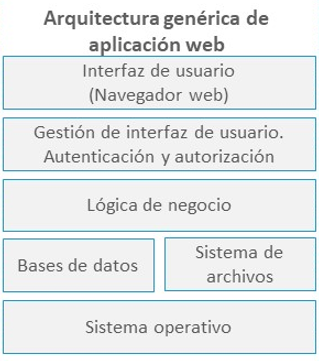 Arquitectura genérica de
aplicación web
Interfaz de usuario
(Navegador web)
Gestión de interfaz de usuario.
Autenticación y autorización
Lógica de negocio
Bases de datos
Sistema de
archivos
Sistema operativo